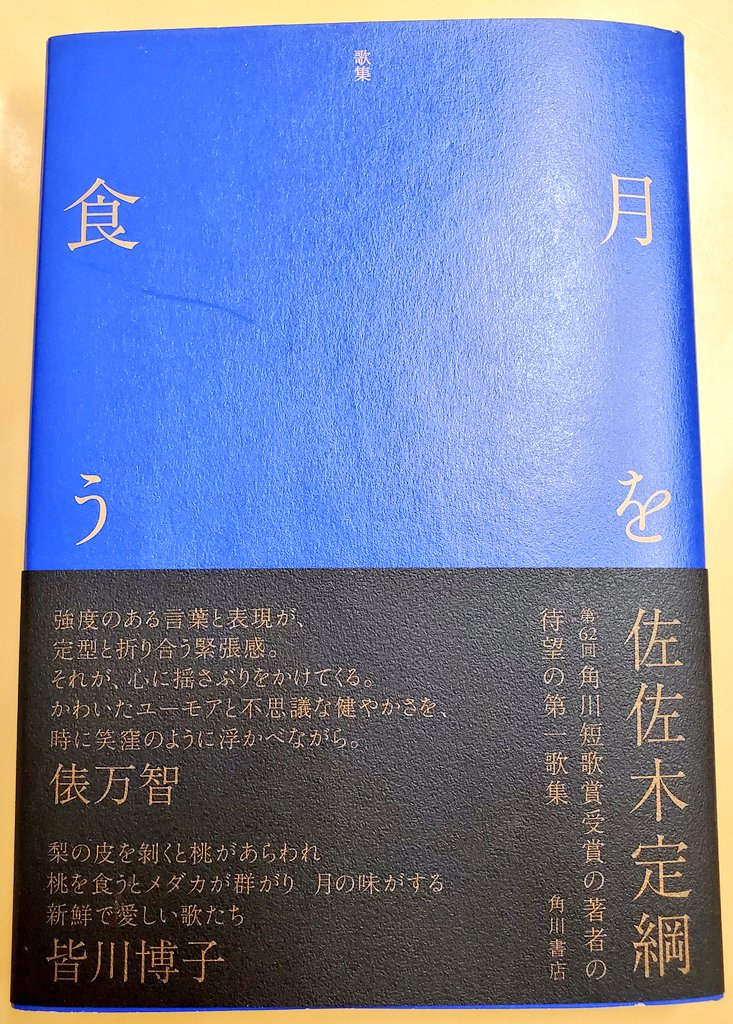 歌集
月を
食う
佐佐木定綱
第62回角川短歌賞受賞の著者の
待望の第一歌集
角川書店
強度のある言葉と表現が、
定型と折り合う緊張感。
それが、心に揺さぶりをかけてくる。
かわいたユーモアと不思議な健やかさを、
時に笑窪のように浮かべながら。
俵万智
梨の皮を剝くと桃があらわれ
桃を食うとメダカが群がり 月の味がする
新鮮で愛しい歌たち
皆川博子